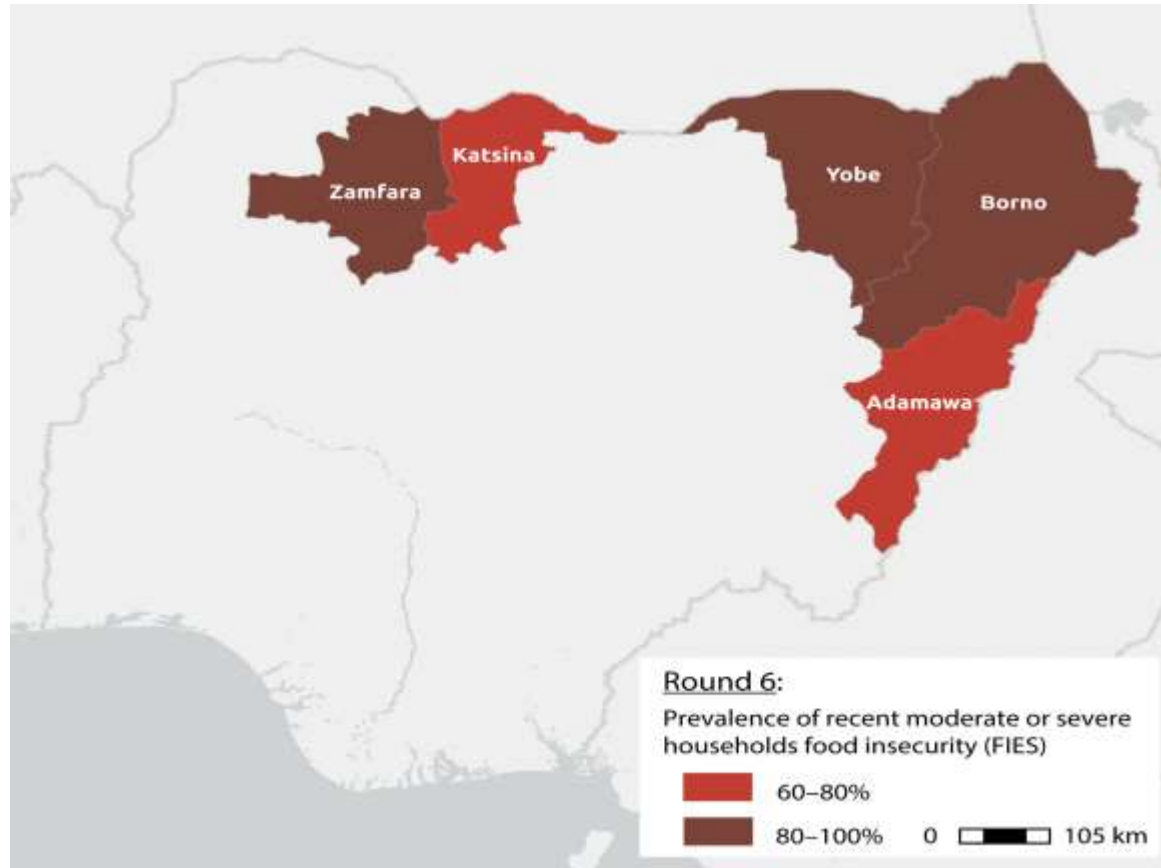 Katsina
Zamfara
Yobe
Borno
Adamawa
Round 6:
Prevalence of recent moderate or severe
households food insecurity (FIES)
60–80%
80–100% 0 105 km